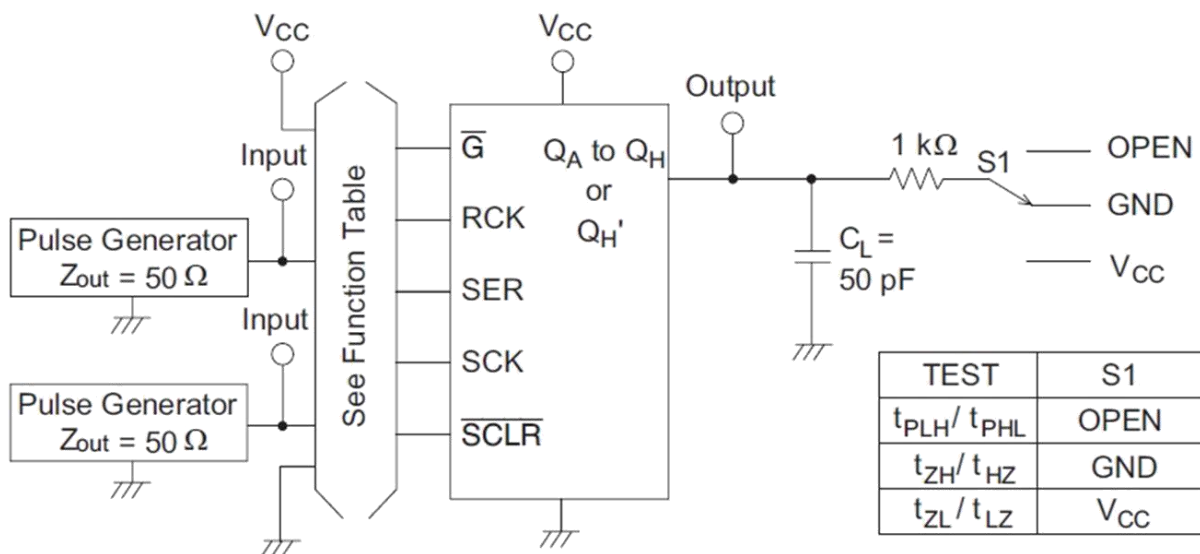 VCC
VCC
Input
Pulse Generator
Zout = 50 Ω
Input
Pulse Generator
Zout = 50 Ω
See Function Table
G̅
RCK
SER
SCK
S̅C̅L̅R̅
QA to QH
or
QH'
Output
1 kΩ
S1
OPEN
GND
VCC
CL =
50 pF
TEST S1
tPLH / tPHL OPEN
tZH / tHZ GND
tZL / tLZ VCC